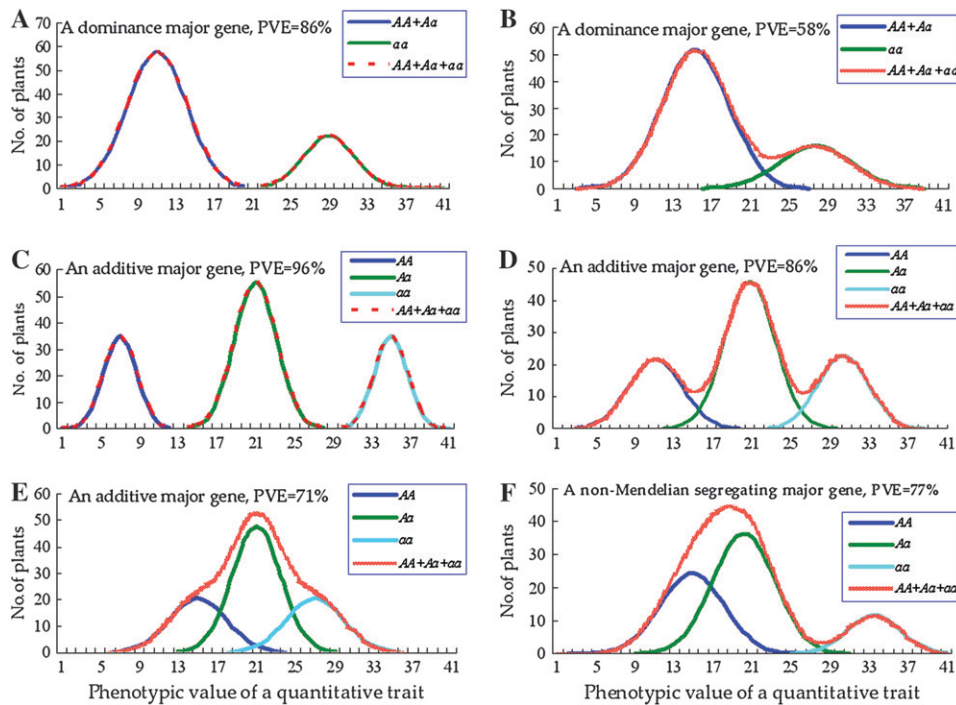 A
A dominance major gene, PVE=86%
AA+Aa
aa
AA+Aa+aa
No. of plants
70
60
50
40
30
20
10
0
1 5 9 13 17 21 25 29 33 37 41
B
A dominance major gene, PVE=58%
AA+Aa
aa
AA+Aa+aa
No. of plants
60
50
40
30
20
10
0
1 5 9 13 17 21 25 29 33 37 41
C
An additive major gene, PVE=96%
AA
Aa
aa
AA+Aa+aa
No. of plants
60
50
40
30
20
10
0
1 5 9 13 17 21 25 29 33 37 41
D
An additive major gene, PVE=86%
AA
Aa
aa
AA+Aa+aa
No. of plants
50
40
30
20
10
0
1 5 9 13 17 21 25 29 33 37 41
E
An additive major gene, PVE=71%
AA
Aa
aa
AA+Aa+aa
No.of plants
60
50
40
30
20
10
0
1 5 9 13 17 21 25 29 33 37 41
Phenotypic value of a quantitative trait
F
A non-Mendelian segregating major gene, PVE=77%
AA
Aa
aa
AA+Aa+aa
No. of plants
50
40
30
20
10
0
1 5 9 13 17 21 25 29 33 37 41
Phenotypic value of a quantitative trait